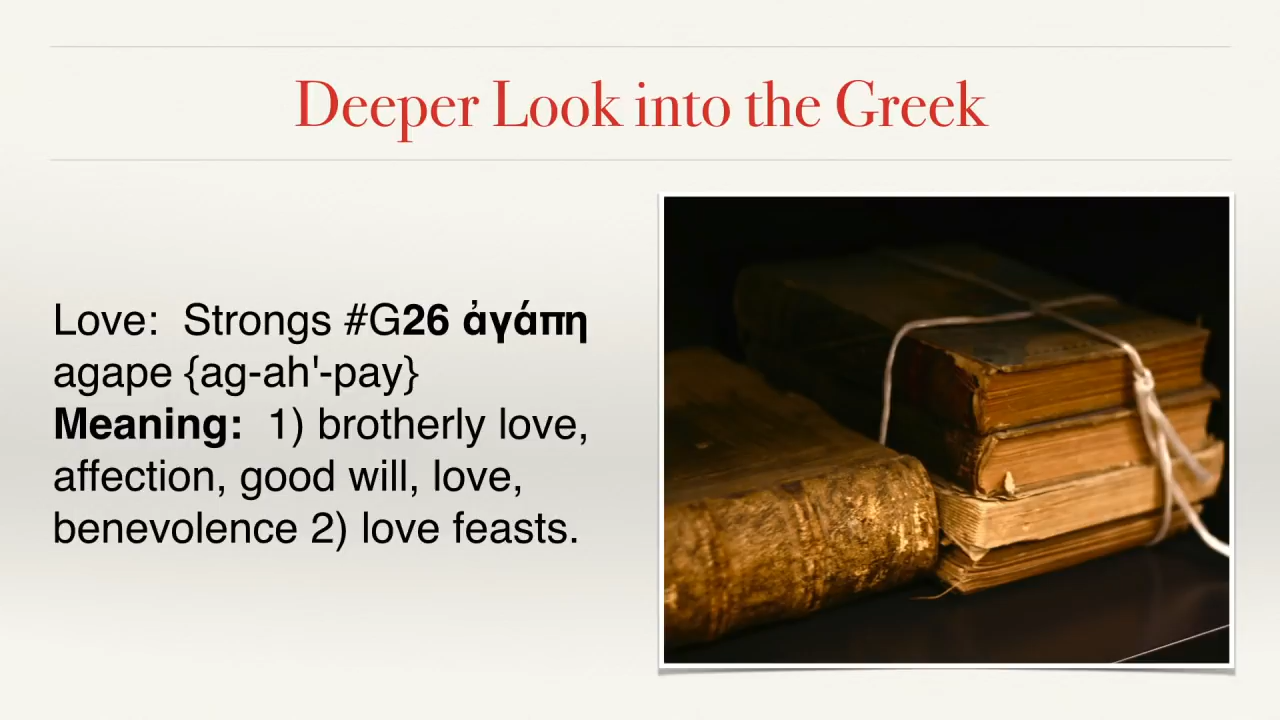 Deeper Look into the Greek
Love:  Strongs #G26 ἀγάπη
agape {ag-ah'-pay}
Meaning:  1) brotherly love,
affection, good will, love,
benevolence 2) love feasts.